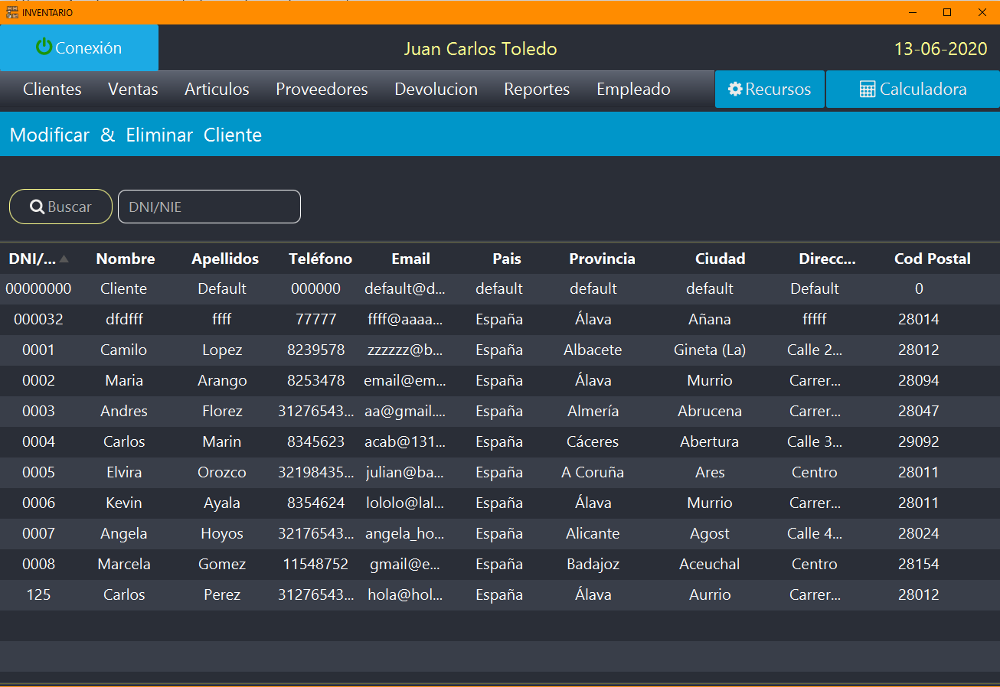 INVENTARIO
Conexión Juan Carlos Toledo 13-06-2020
Clientes Ventas Articulos Proveedores Devolucion Reportes Empleado Recursos Calculadora
Modificar & Eliminar Cliente
Buscar DNI/NIE
DNI/... Nombre Apellidos Teléfono Email Pais Provincia Ciudad Direcc... Cod Postal
00000000 Cliente Default 000000 default@d... default default default Default 0
000032 dfdfff ffff 77777 ffff@aaaa... España Álava Añana fffff 28014
0001 Camilo Lopez 8239578 zzzzzz@b... España Albacete Gineta (La) Calle 2... 28012
0002 Maria Arango 8253478 email@em... España Álava Murrio Carrer... 28094
0003 Andres Florez 31276543... aa@gmail.... España Almería Abrucena Carrer... 28047
0004 Carlos Marin 8345623 acab@131... España Cáceres Abertura Calle 3... 29092
0005 Elvira Orozco 32198435... julian@ba... España A Coruña Ares Centro 28011
0006 Kevin Ayala 8354624 lololo@lal... España Álava Murrio Carrer... 28011
0007 Angela Hoyos 32176543... angela_ho... España Alicante Agost Calle 4... 28024
0008 Marcela Gomez 11548752 gmail@e... España Badajoz Aceuchal Centro 28154
125 Carlos Perez 31276543... hola@hol... España Álava Aurrio Carrer... 28012